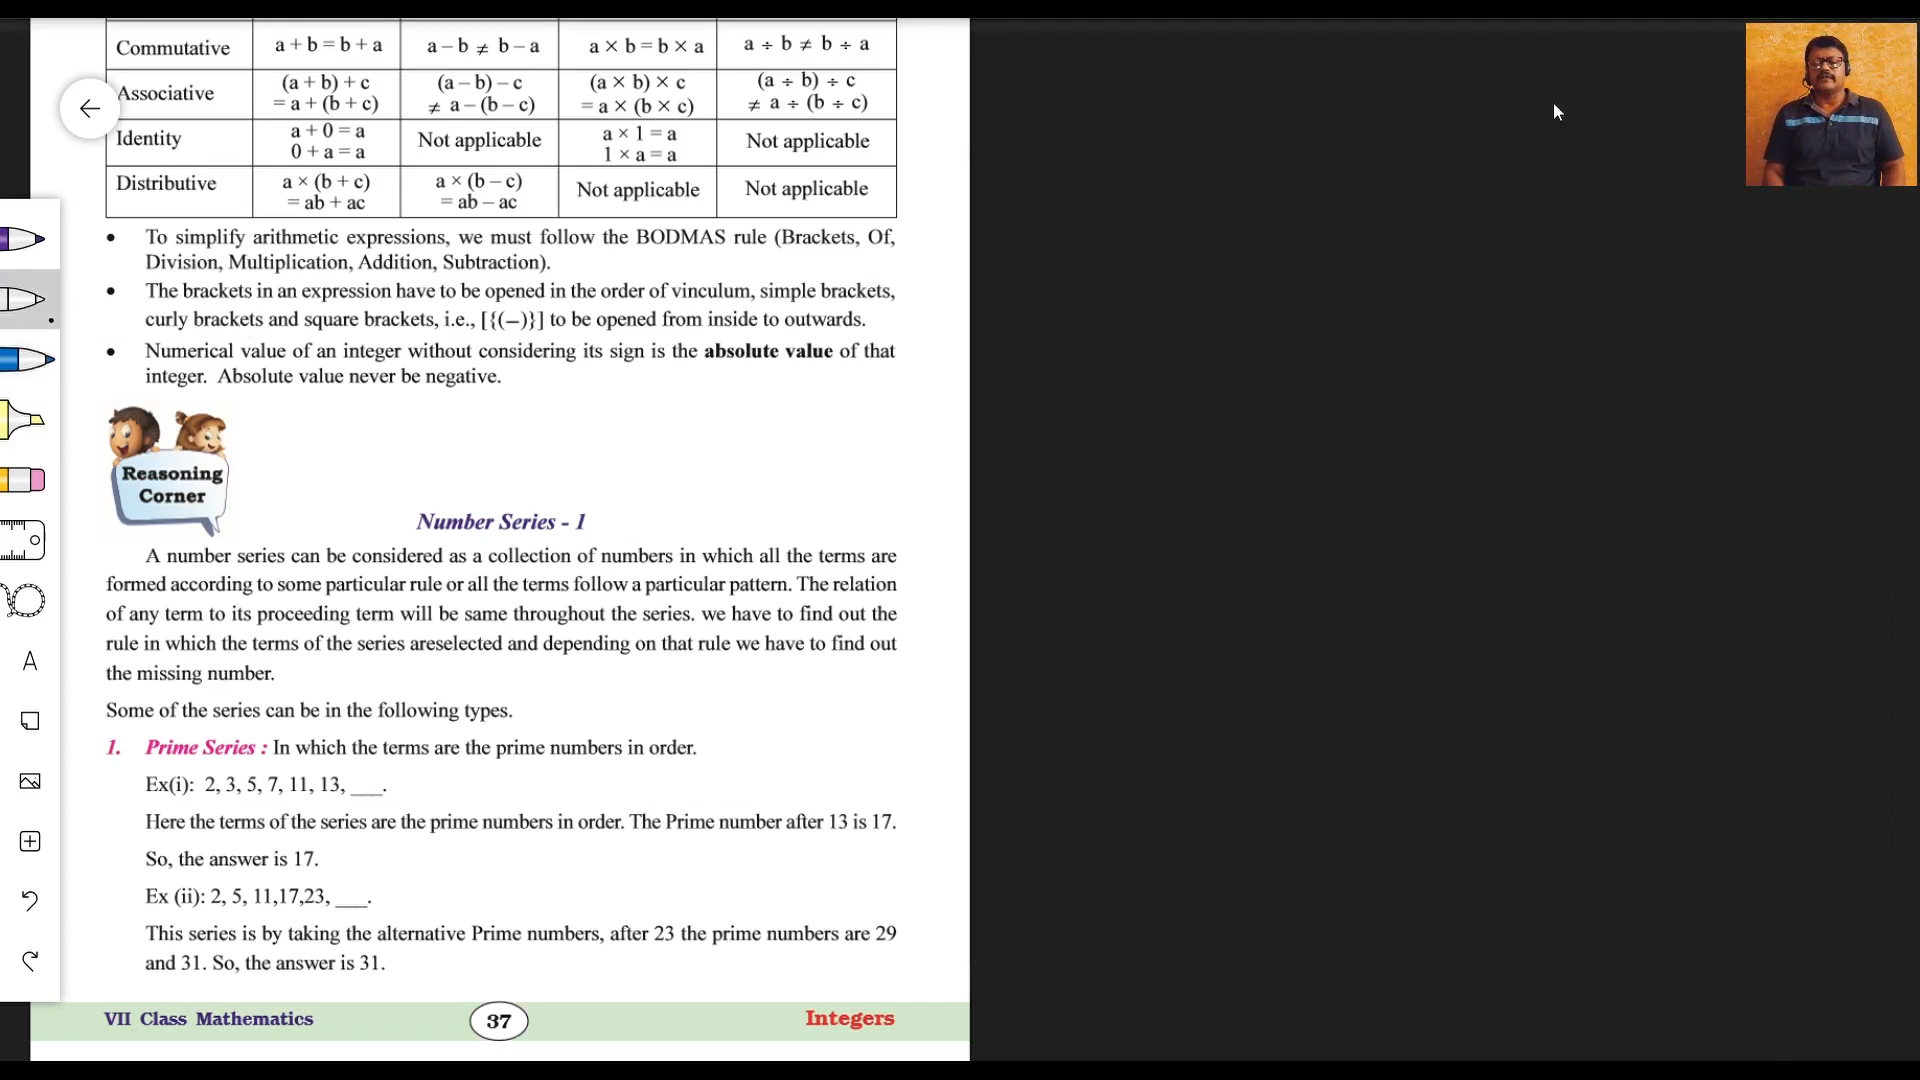 Commutative a + b = b + a a – b ≠ b – a a × b = b × a a ÷ b ≠ b ÷ a
Associative (a + b) + c = a + (b + c) (a – b) – c ≠ a – (b – c) (a × b) × c = a × (b × c) (a ÷ b) ÷ c ≠ a ÷ (b ÷ c)
Identity a + 0 = a 0 + a = a Not applicable a × 1 = a 1 × a = a Not applicable
Distributive a × (b + c) = ab + ac a × (b – c) = ab – ac Not applicable Not applicable
• To simplify arithmetic expressions, we must follow the BODMAS rule (Brackets, Of,
Division, Multiplication, Addition, Subtraction).
• The brackets in an expression have to be opened in the order of vinculum, simple brackets,
curly brackets and square brackets, i.e., [{(–)}] to be opened from inside to outwards.
• Numerical value of an integer without considering its sign is the absolute value of that
integer. Absolute value never be negative.
Reasoning
Corner
Number Series - 1
A number series can be considered as a collection of numbers in which all the terms are
formed according to some particular rule or all the terms follow a particular pattern. The relation
of any term to its proceeding term will be same throughout the series. we have to find out the
rule in which the terms of the series areselected and depending on that rule we have to find out
the missing number.
Some of the series can be in the following types.
1. Prime Series : In which the terms are the prime numbers in order.
Ex(i): 2, 3, 5, 7, 11, 13, ___.
Here the terms of the series are the prime numbers in order. The Prime number after 13 is 17.
So, the answer is 17.
Ex (ii): 2, 5, 11,17,23, ___.
This series is by taking the alternative Prime numbers, after 23 the prime numbers are 29
and 31. So, the answer is 31.
VII Class Mathematics 37 Integers
A